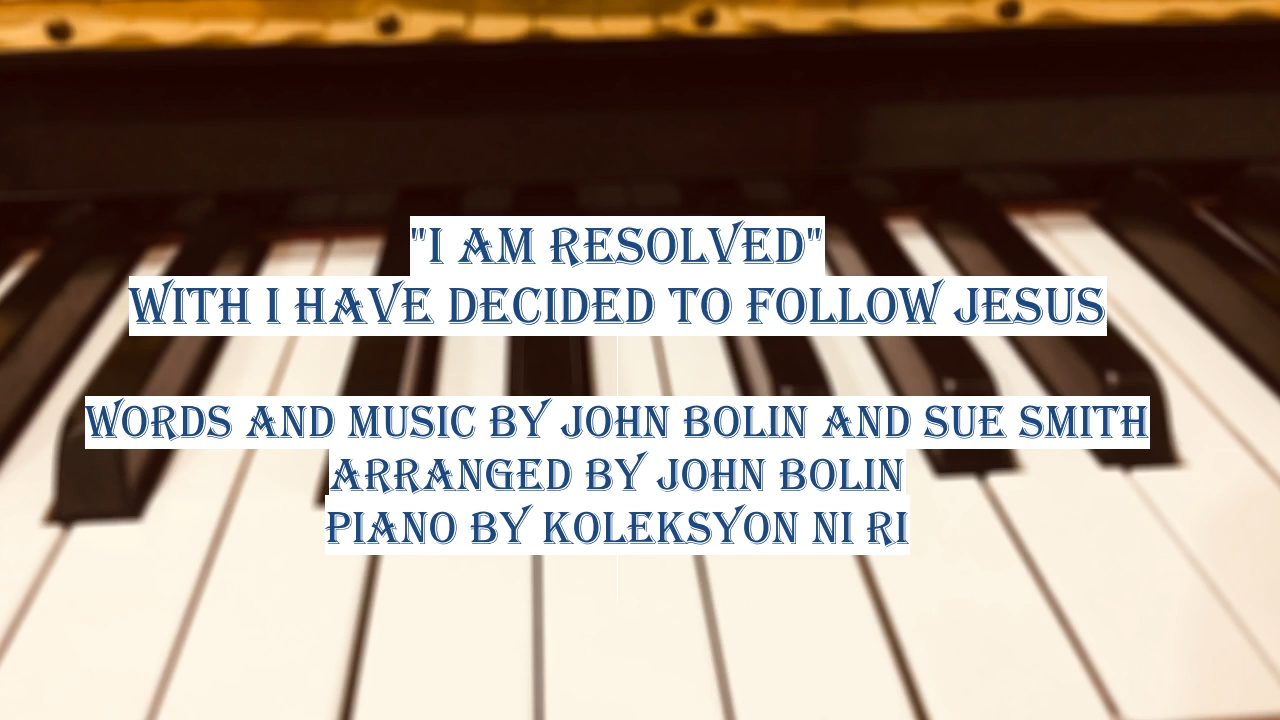 "I AM RESOLVED"
WITH I HAVE DECIDED TO FOLLOW JESUS
WORDS AND MUSIC BY JOHN BOLIN AND SUE SMITH
ARRANGED BY JOHN BOLIN
PIANO BY KOLEKSYON NI RI